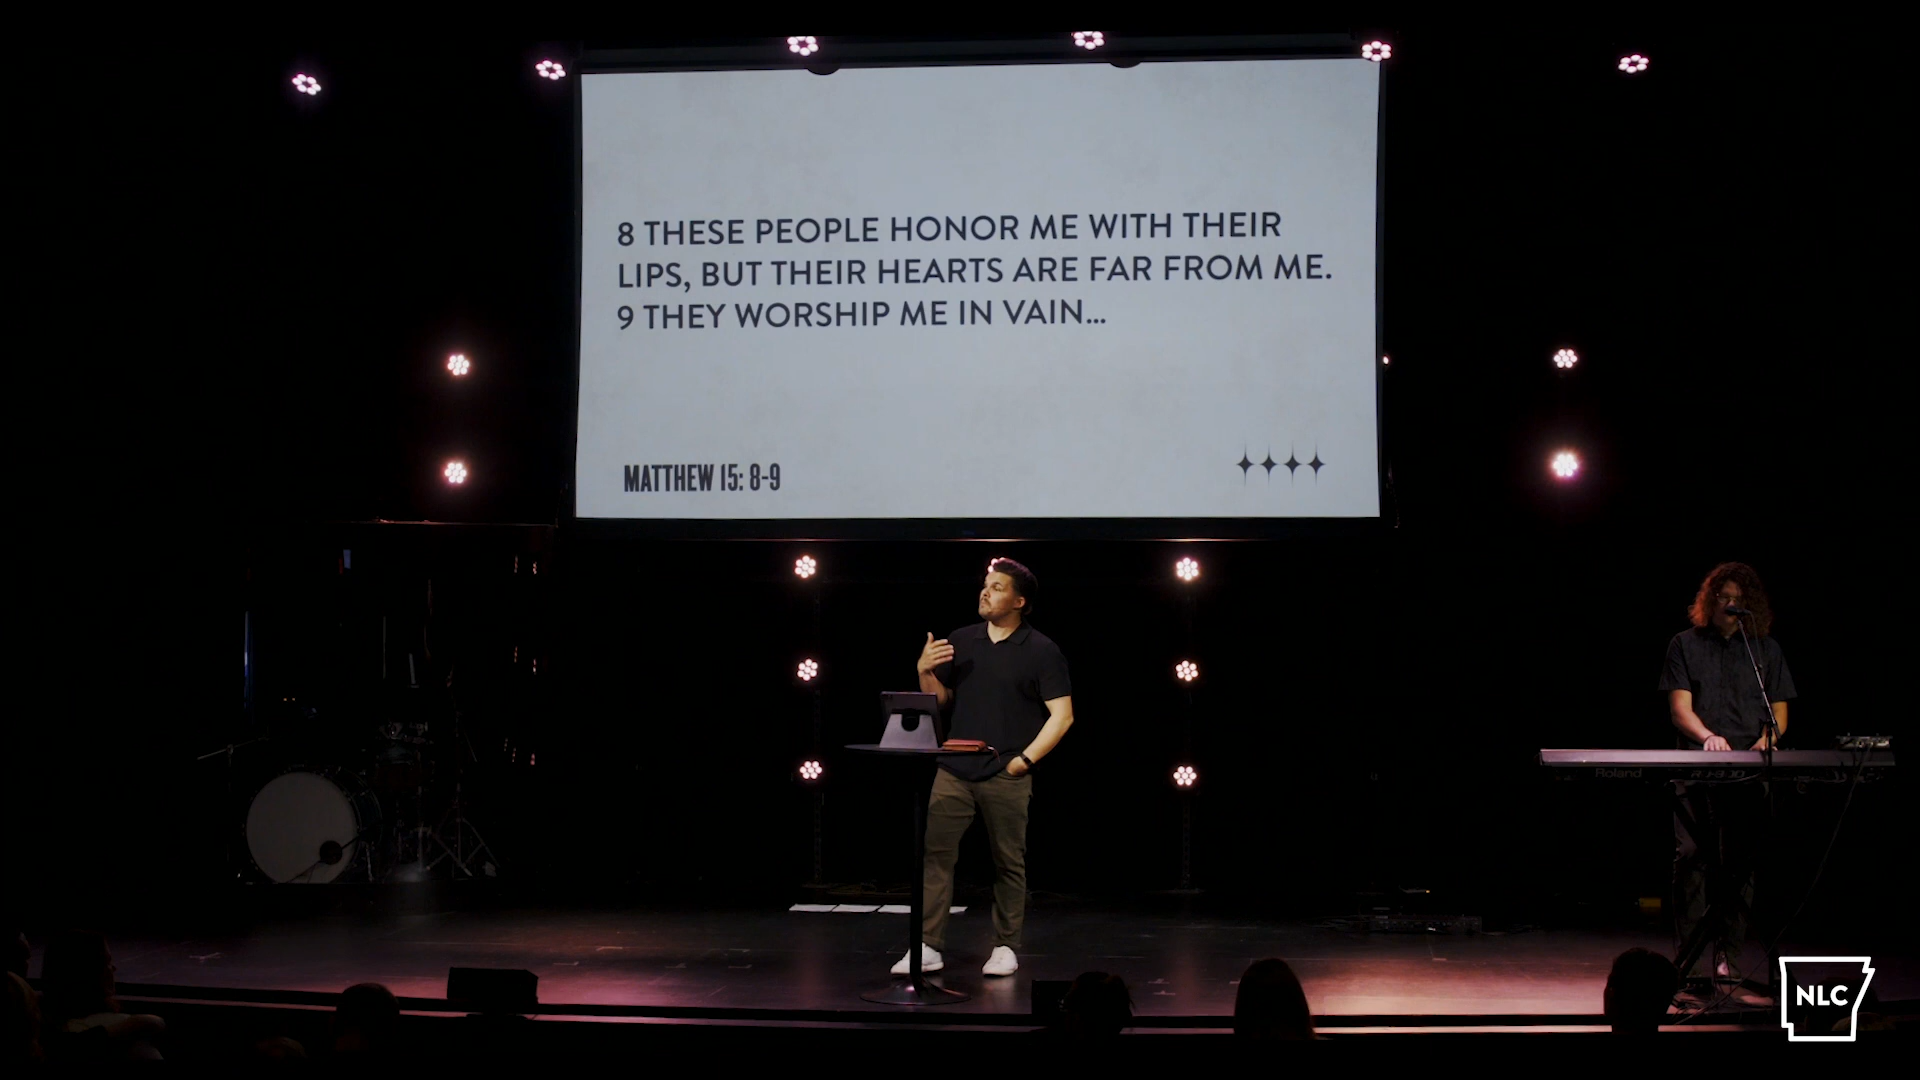 8 THESE PEOPLE HONOR ME WITH THEIR
LIPS, BUT THEIR HEARTS ARE FAR FROM ME.
9 THEY WORSHIP ME IN VAIN...
MATTHEW 15: 8-9
Roland
NLC